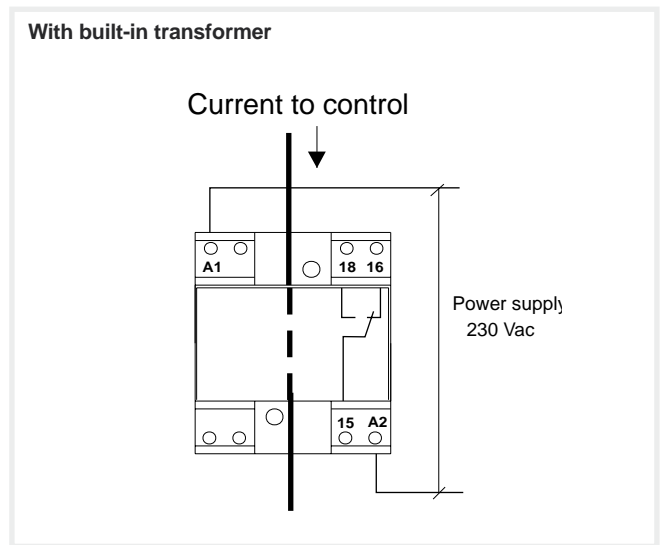 With built-in transformer
Current to control
A1
18 16
Power supply
230 Vac
15 A2